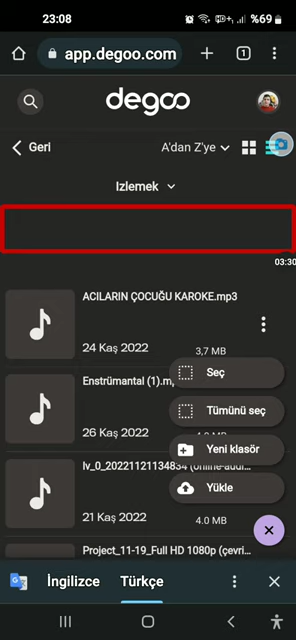 23:08
%69
app.degoo.com
1
degoo
Geri
A'dan Z'ye
Izlemek
03:30
ACILARIN ÇOCUĞU KAROKE.mp3
24 Kaş 2022
3,7 MB
Seç
Enstrümantal (1).m
Tümünü seç
26 Kaş 2022
Yeni klasör
lv_0_20221121134834 (online-audi...
Yükle
21 Kaş 2022
4.0 MB
Project_11-19_Full HD 1080p (çevri...
İngilizce
Türkçe